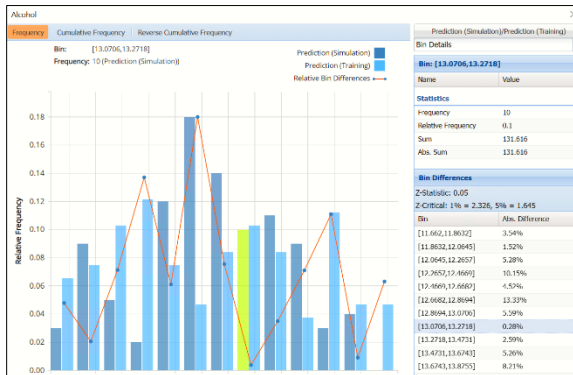 Alcohol
Frequency Cumulative Frequency Reverse Cumulative Frequency
Bin: [13.0706,13.2718]
Frequency: 10 (Prediction (Simulation))
Prediction (Simulation)
Prediction (Training)
Relative Bin Differences
Relative Frequency
0.18
0.16
0.14
0.12
0.10
0.08
0.06
0.04
0.02
0.00
Prediction (Simulation)/Prediction (Training)
Bin Details
Bin: [13.0706,13.2718]
Name Value
Statistics
Frequency 10
Relative Frequency 0.1
Sum 131.616
Abs. Sum 131.616
Bin Differences
Z-Statistic: 0.05
Z-Critical: 1% = 2.326, 5% = 1.645
Bin Abs. Difference
[11.662,11.8632] 3.54%
[11.8632,12.0645] 1.52%
[12.0645,12.2657] 5.28%
[12.2657,12.4669] 10.15%
[12.4669,12.6682] 4.52%
[12.6682,12.8694] 13.33%
[12.8694,13.0706] 5.59%
[13.0706,13.2718] 0.28%
[13.2718,13.4731] 2.59%
[13.4731,13.6743] 5.26%
[13.6743,13.8755] 8.21%